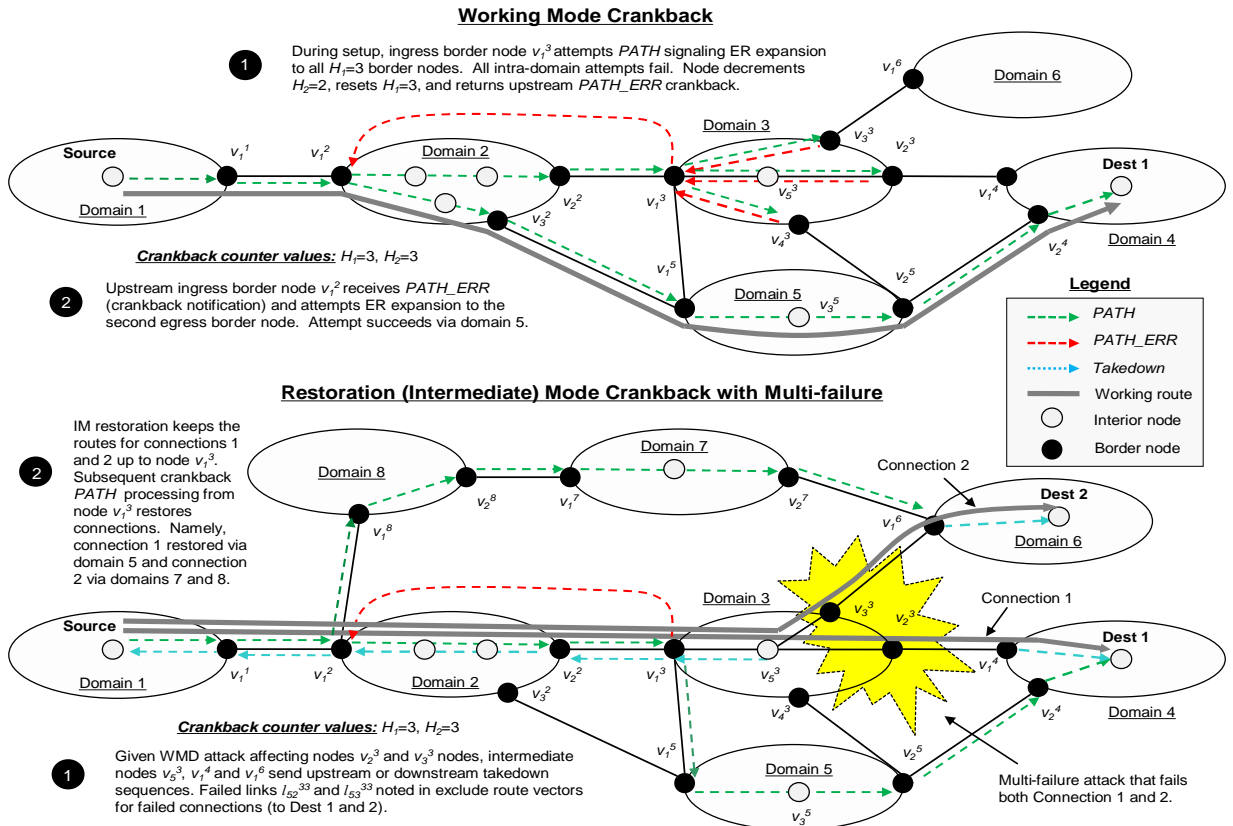 Working Mode Crankback
1
During setup, ingress border node v₁³ attempts PATH signaling ER expansion
to all H₁=3 border nodes. All intra-domain attempts fail. Node decrements
H₂=2, resets H₁=3, and returns upstream PATH_ERR crankback.
v₁⁶
Domain 6
Domain 3
v₃³
v₂³
Source
v₁¹
v₁²
Domain 2
Dest 1
Domain 1
v₂²
v₃²
v₁³
v₅³
v₄³
v₁⁴
v₂⁴
Domain 4
Crankback counter values: H₁=3, H₂=3
v₁⁵
v₂⁵
2
Upstream ingress border node v₁² receives PATH_ERR
(crankback notification) and attempts ER expansion to the
second egress border node. Attempt succeeds via domain 5.
Domain 5
v₃⁵
Legend
PATH
PATH_ERR
Takedown
Working route
Interior node
Border node
Restoration (Intermediate) Mode Crankback with Multi-failure
2
IM restoration keeps the
routes for connections 1
and 2 up to node v₁³.
Subsequent crankback
PATH processing from
node v₁³ restores
connections. Namely,
connection 1 restored via
domain 5 and connection
2 via domains 7 and 8.
Domain 8
v₁⁸
v₂⁸
Domain 7
v₁⁷
v₂⁷
Connection 2
v₁⁶
Dest 2
Domain 6
Domain 3
v₃³
v₂³
Connection 1
Source
Dest 1
Domain 1
v₁¹
v₁²
Domain 2
v₂²
v₃²
v₁³
v₅³
v₄³
v₁⁴
v₂⁴
Domain 4
Crankback counter values: H₁=3, H₂=3
v₁⁵
v₂⁵
1
Given WMD attack affecting nodes v₂³ and v₃³ nodes, intermediate
nodes v₅³, v₁⁴ and v₁⁶ send upstream or downstream takedown
sequences. Failed links l₅₂³³ and l₅₃³³ noted in exclude route vectors
for failed connections (to Dest 1 and 2).
Domain 5
v₃⁵
Multi-failure attack that fails
both Connection 1 and 2.